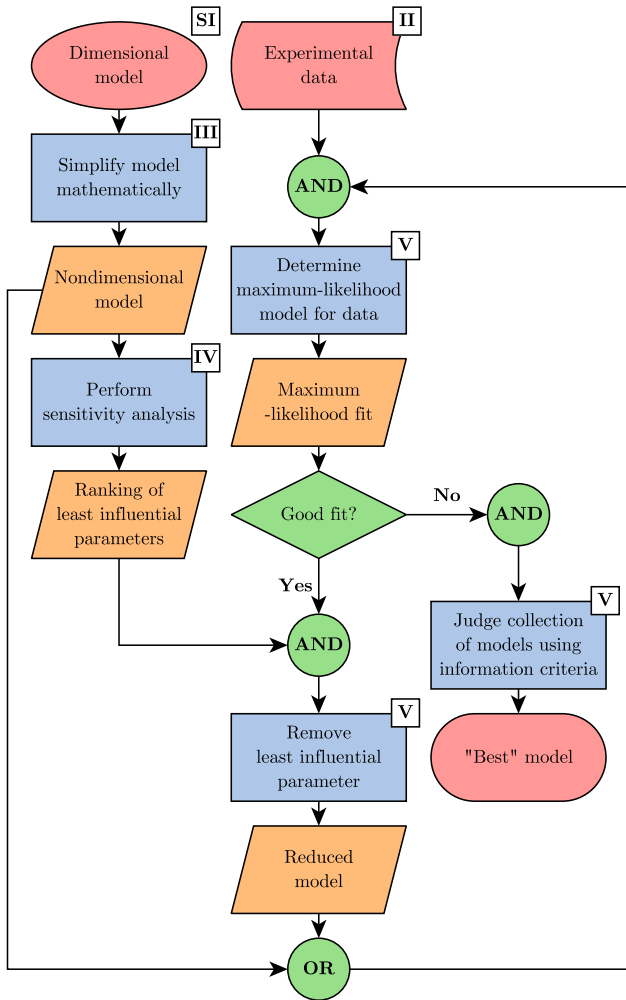 SI
Dimensional
model
II
Experimental
data
III
Simplify model
mathematically
AND
Nondimensional
model
V
Determine
maximum-likelihood
model for data
IV
Perform
sensitivity analysis
Maximum
-likelihood fit
Ranking of
least influential
parameters
Good fit?
No
AND
Yes
AND
V
Judge collection
of models using
information criteria
V
Remove
least influential
parameter
"Best" model
Reduced
model
OR